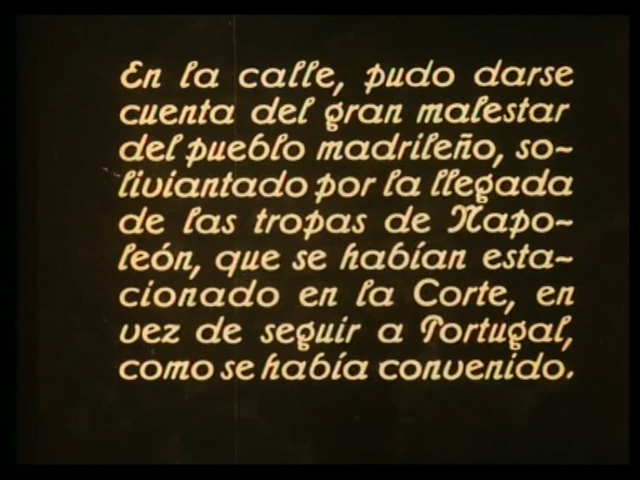 En la calle, pudo darse
cuenta del gran malestar
del pueblo madrileño, so~
liviantado por la llegada
de las tropas de Napo~
león, que se habían esta~
cionado en la Corte, en
vez de seguir a Portugal,
como se había convenido.